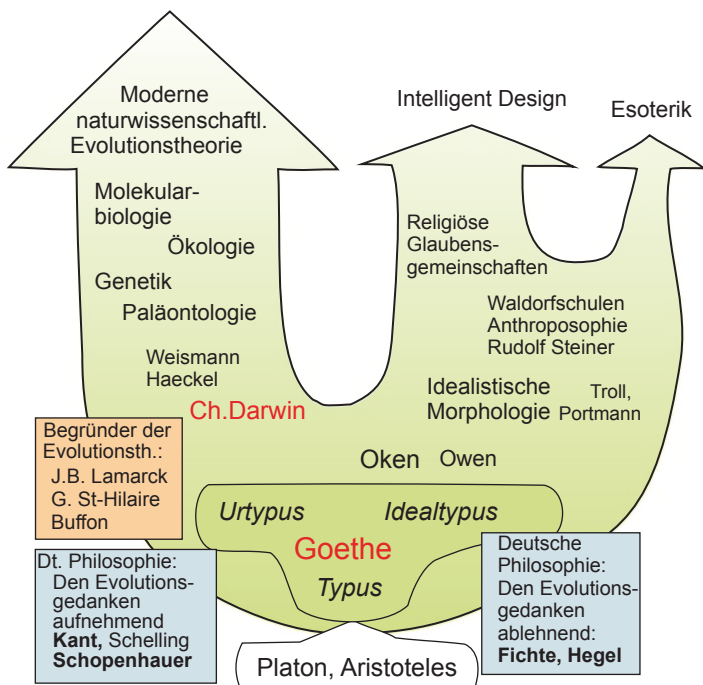 Moderne
naturwissenschaftl.
Evolutionstheorie
Intelligent Design
Esoterik
Molekular-
biologie
Ökologie
Genetik
Paläontologie
Weismann
Haeckel
Ch.Darwin
Religiöse
Glaubens-
gemeinschaften
Waldorfschulen
Anthroposophie
Rudolf Steiner
Idealistische
Morphologie
Troll,
Portmann
Begründer der
Evolutionsth.:
J.B. Lamarck
G. St-Hilaire
Buffon
Oken
Owen
Urtypus
Idealtypus
Goethe
Typus
Dt. Philosophie:
Den Evolutions-
gedanken
aufnehmend
Kant, Schelling
Schopenhauer
Deutsche
Philosophie:
Den Evolutions-
gedanken
ablehnend:
Fichte, Hegel
Platon, Aristoteles